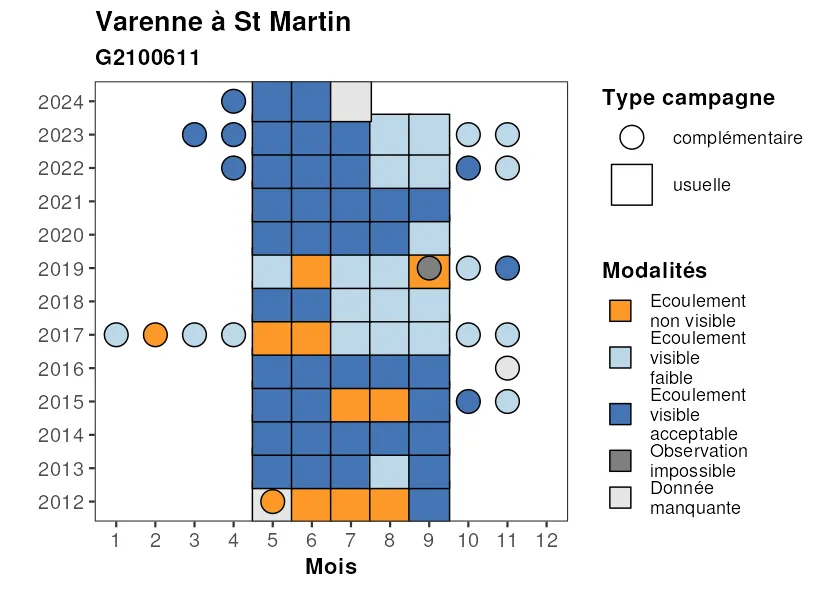 Varenne à St Martin
G2100611
2024
2023
2022
2021
2020
2019
2018
2017
2016
2015
2014
2013
2012
1 2 3 4 5 6 7 8 9 10 11 12
Mois
Type campagne
complémentaire
usuelle
Modalités
Ecoulement
non visible
Ecoulement
visible
faible
Ecoulement
visible
acceptable
Observation
impossible
Donnée
manquante